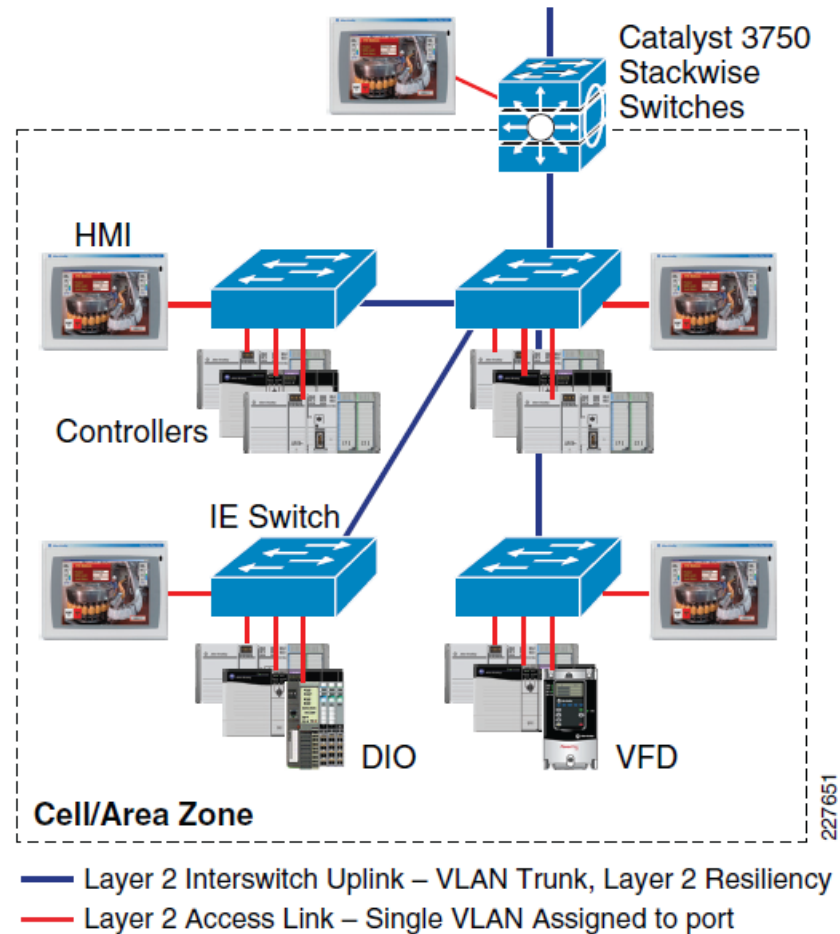 Catalyst 3750
Stackwise
Switches
HMI
Controllers
IE Switch
DIO
VFD
Cell/Area Zone
227651
Layer 2 Interswitch Uplink – VLAN Trunk, Layer 2 Resiliency
Layer 2 Access Link – Single VLAN Assigned to port